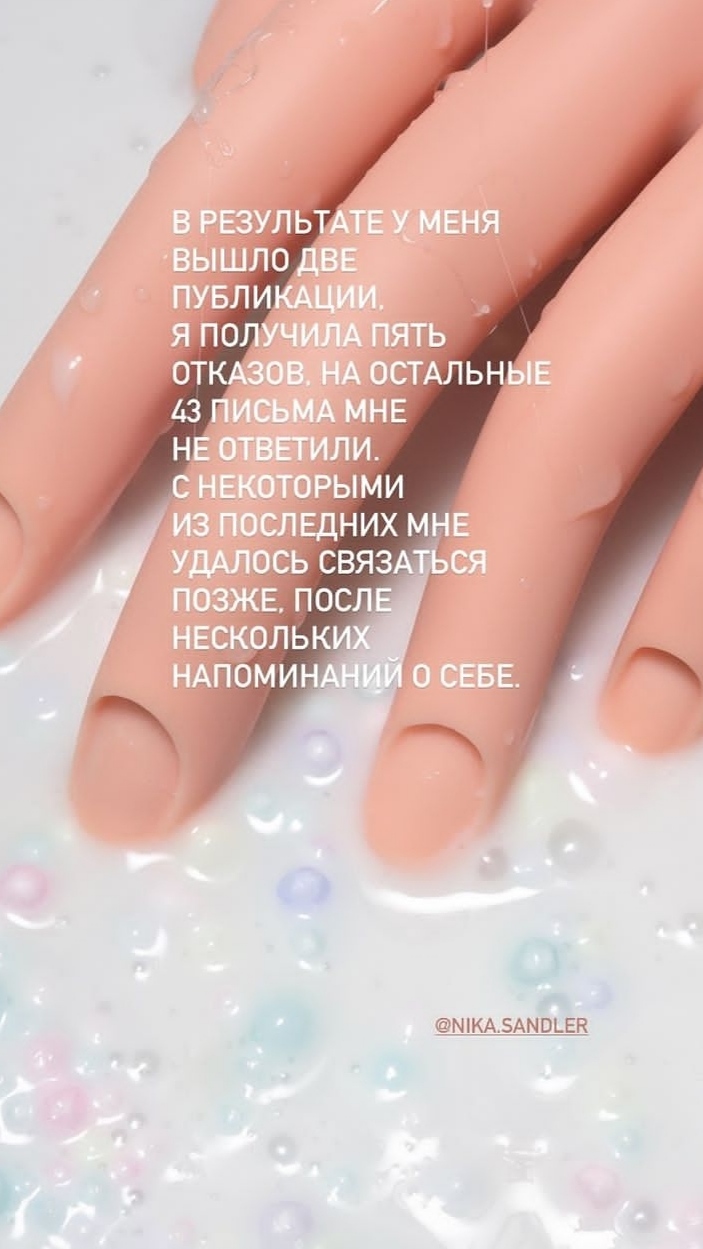 В РЕЗУЛЬТАТЕ У МЕНЯ
ВЫШЛО ДВЕ
ПУБЛИКАЦИИ,
Я ПОЛУЧИЛА ПЯТЬ
ОТКАЗОВ, НА ОСТАЛЬНЫЕ
43 ПИСЬМА МНЕ
НЕ ОТВЕТИЛИ.
С НЕКОТОРЫМИ
ИЗ ПОСЛЕДНИХ МНЕ
УДАЛОСЬ СВЯЗАТЬСЯ
ПОЗЖЕ, ПОСЛЕ
НЕСКОЛЬКИХ
НАПОМИНАНИЙ О СЕБЕ.
@NIKA.SANDLER